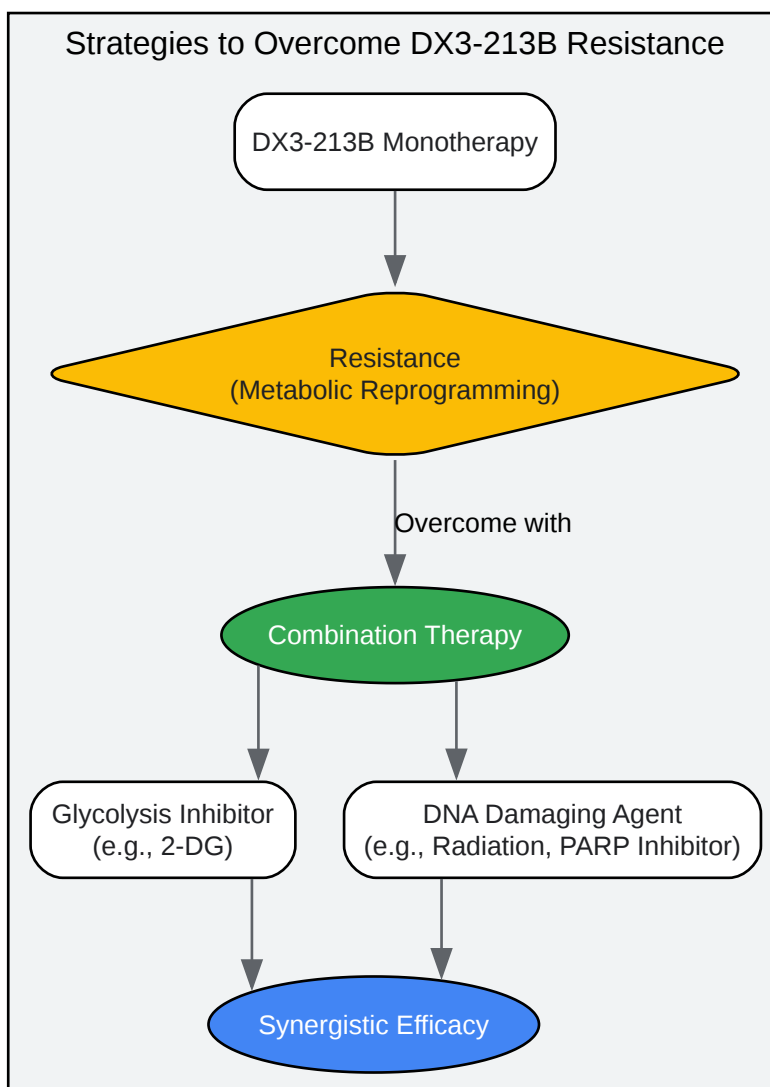 Strategies to Overcome DX3-213B Resistance
DX3-213B Monotherapy
Resistance
(Metabolic Reprogramming)
Overcome with
Combination Therapy
Glycolysis Inhibitor
(e.g., 2-DG)
DNA Damaging Agent
(e.g., Radiation, PARP Inhibitor)
Synergistic Efficacy